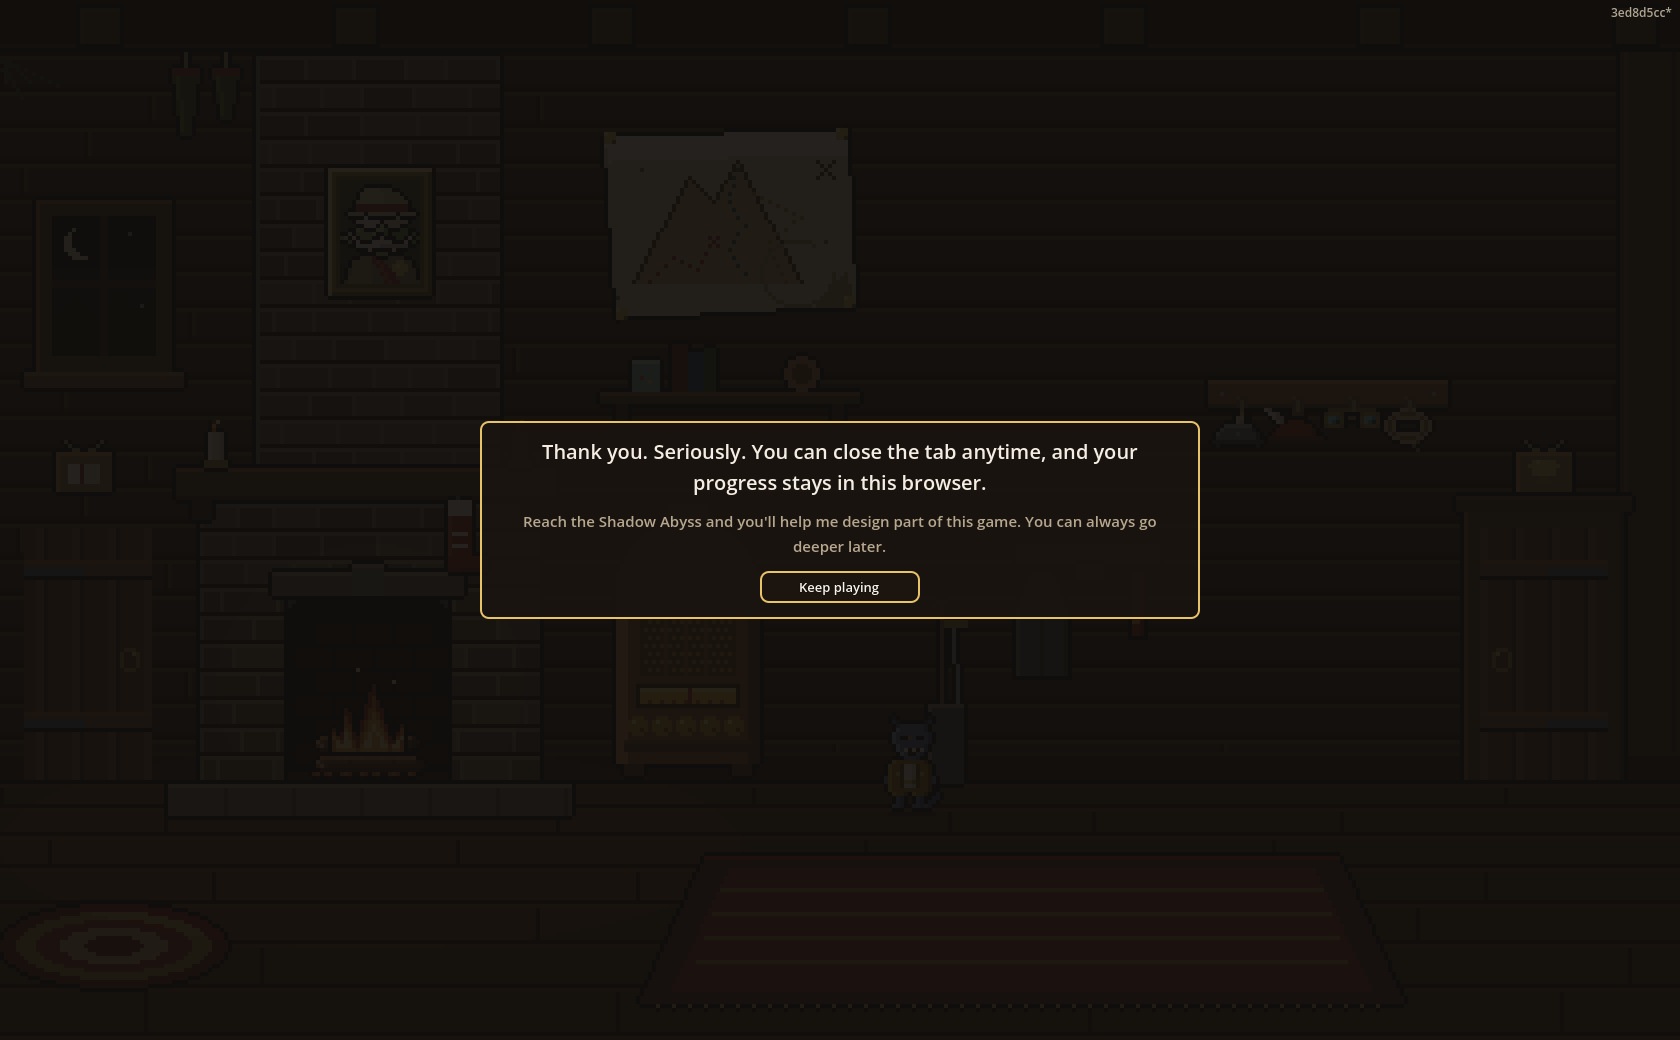 3ed8d5cc*
Thank you. Seriously. You can close the tab anytime, and your
progress stays in this browser.
Reach the Shadow Abyss and you'll help me design part of this game. You can always go
deeper later.
Keep playing